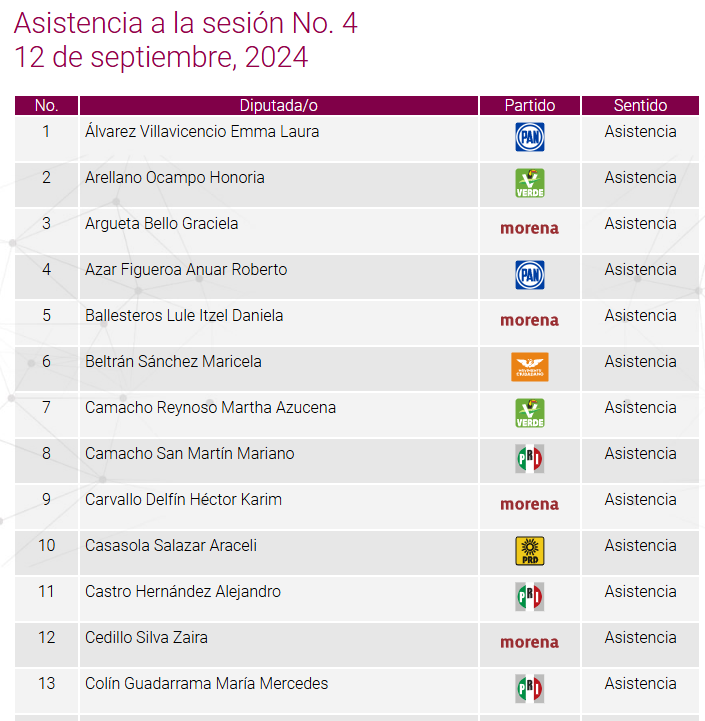 Asistencia a la sesión No. 4
12 de septiembre, 2024
No. Diputada/o Partido Sentido
1 Álvarez Villavicencio Emma Laura PAN Asistencia
2 Arellano Ocampo Honoria VERDE Asistencia
3 Argueta Bello Graciela morena Asistencia
4 Azar Figueroa Anuar Roberto PAN Asistencia
5 Ballesteros Lule Itzel Daniela morena Asistencia
6 Beltrán Sánchez Maricela MOVIMIENTO CIUDADANO Asistencia
7 Camacho Reynoso Martha Azucena VERDE Asistencia
8 Camacho San Martín Mariano PRI Asistencia
9 Carvallo Delfín Héctor Karim morena Asistencia
10 Casasola Salazar Araceli PRD Asistencia
11 Castro Hernández Alejandro PRI Asistencia
12 Cedillo Silva Zaira morena Asistencia
13 Colín Guadarrama María Mercedes PRI Asistencia